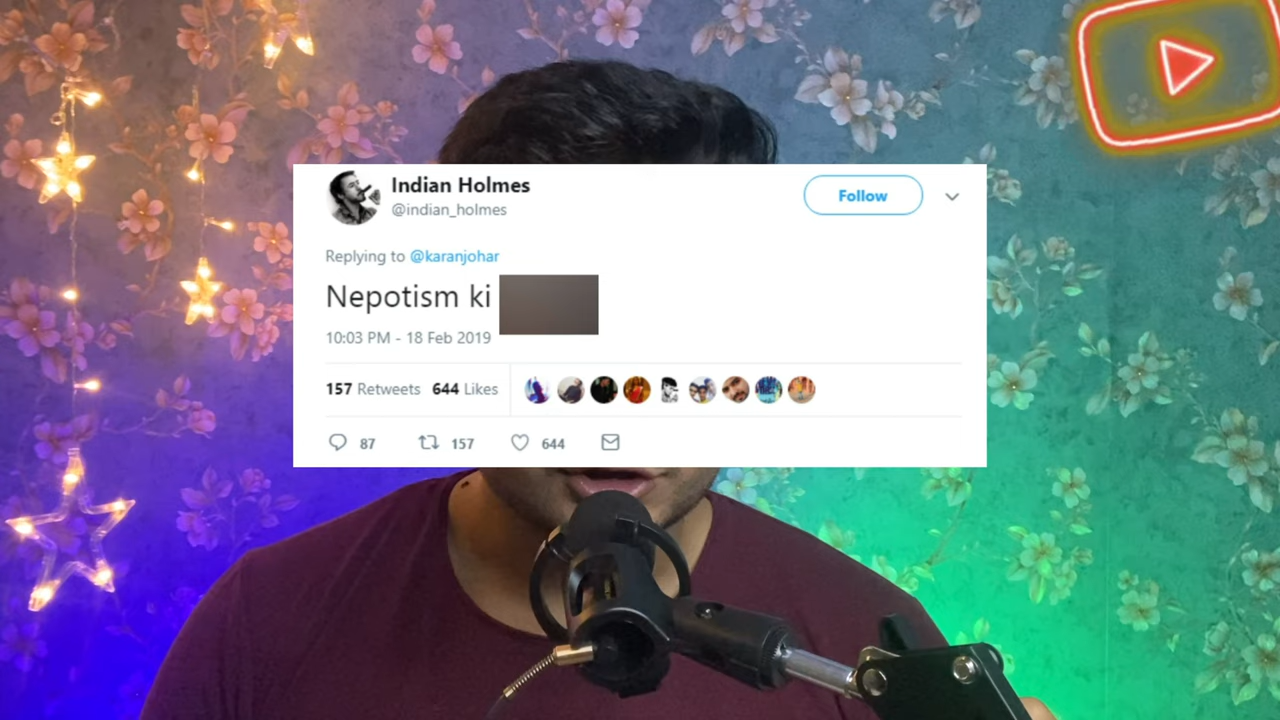 Indian Holmes
@indian_holmes
Follow
Replying to @karanjohar
Nepotism ki
10:03 PM - 18 Feb 2019
157 Retweets 644 Likes
87 157 644